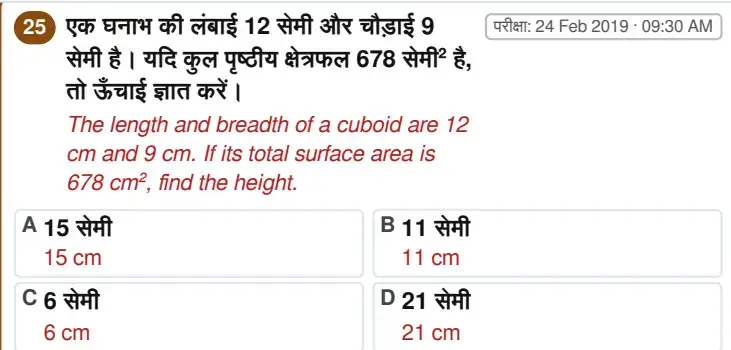 25 एक घनाभ की लंबाई 12 सेमी और चौड़ाई 9
परीक्षा: 24 Feb 2019 · 09:30 AM
सेमी है। यदि कुल पृष्ठीय क्षेत्रफल 678 सेमी² है,
तो ऊँचाई ज्ञात करें।
The length and breadth of a cuboid are 12
cm and 9 cm. If its total surface area is
678 cm², find the height.
A 15 सेमी
15 cm
B 11 सेमी
11 cm
C 6 सेमी
6 cm
D 21 सेमी
21 cm